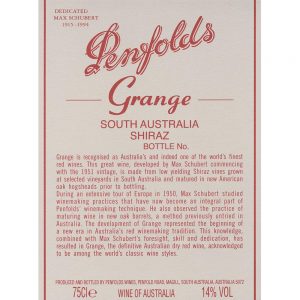 DEDICATED
MAX SCHUBERT
1915-1994
Penfolds
Grange
SOUTH AUSTRALIA
SHIRAZ
BOTTLE No.
Grange is recognised as Australia's and indeed one of the world's finest
red wines. This great wine, developed by Max Schubert commencing
with the 1951 vintage, is made from low yielding Shiraz vines grown
at selected vineyards in South Australia and matured in new American
oak hogsheads prior to bottling.
During an extensive tour of Europe in 1950, Max Schubert studied
winemaking practices that have now become an integral part of
Penfolds' winemaking technique. He also observed the practice of
maturing wine in new oak barrels, a method previously untried in
Australia. The development of Grange represented the beginning of
a new era in Australia's red winemaking tradition. This knowledge,
combined with Max Schubert's foresight, skill and dedication, has
resulted in Grange, the definitive Australian dry red wine, acknowledged
to be among the world's classic wine styles.
PRODUCED AND BOTTLED BY PENFOLDS WINES, PENFOLD ROAD, MAGILL, SOUTH AUSTRALIA, AUSTRALIA 5072
75Cl e WINE OF AUSTRALIA 14% VOL